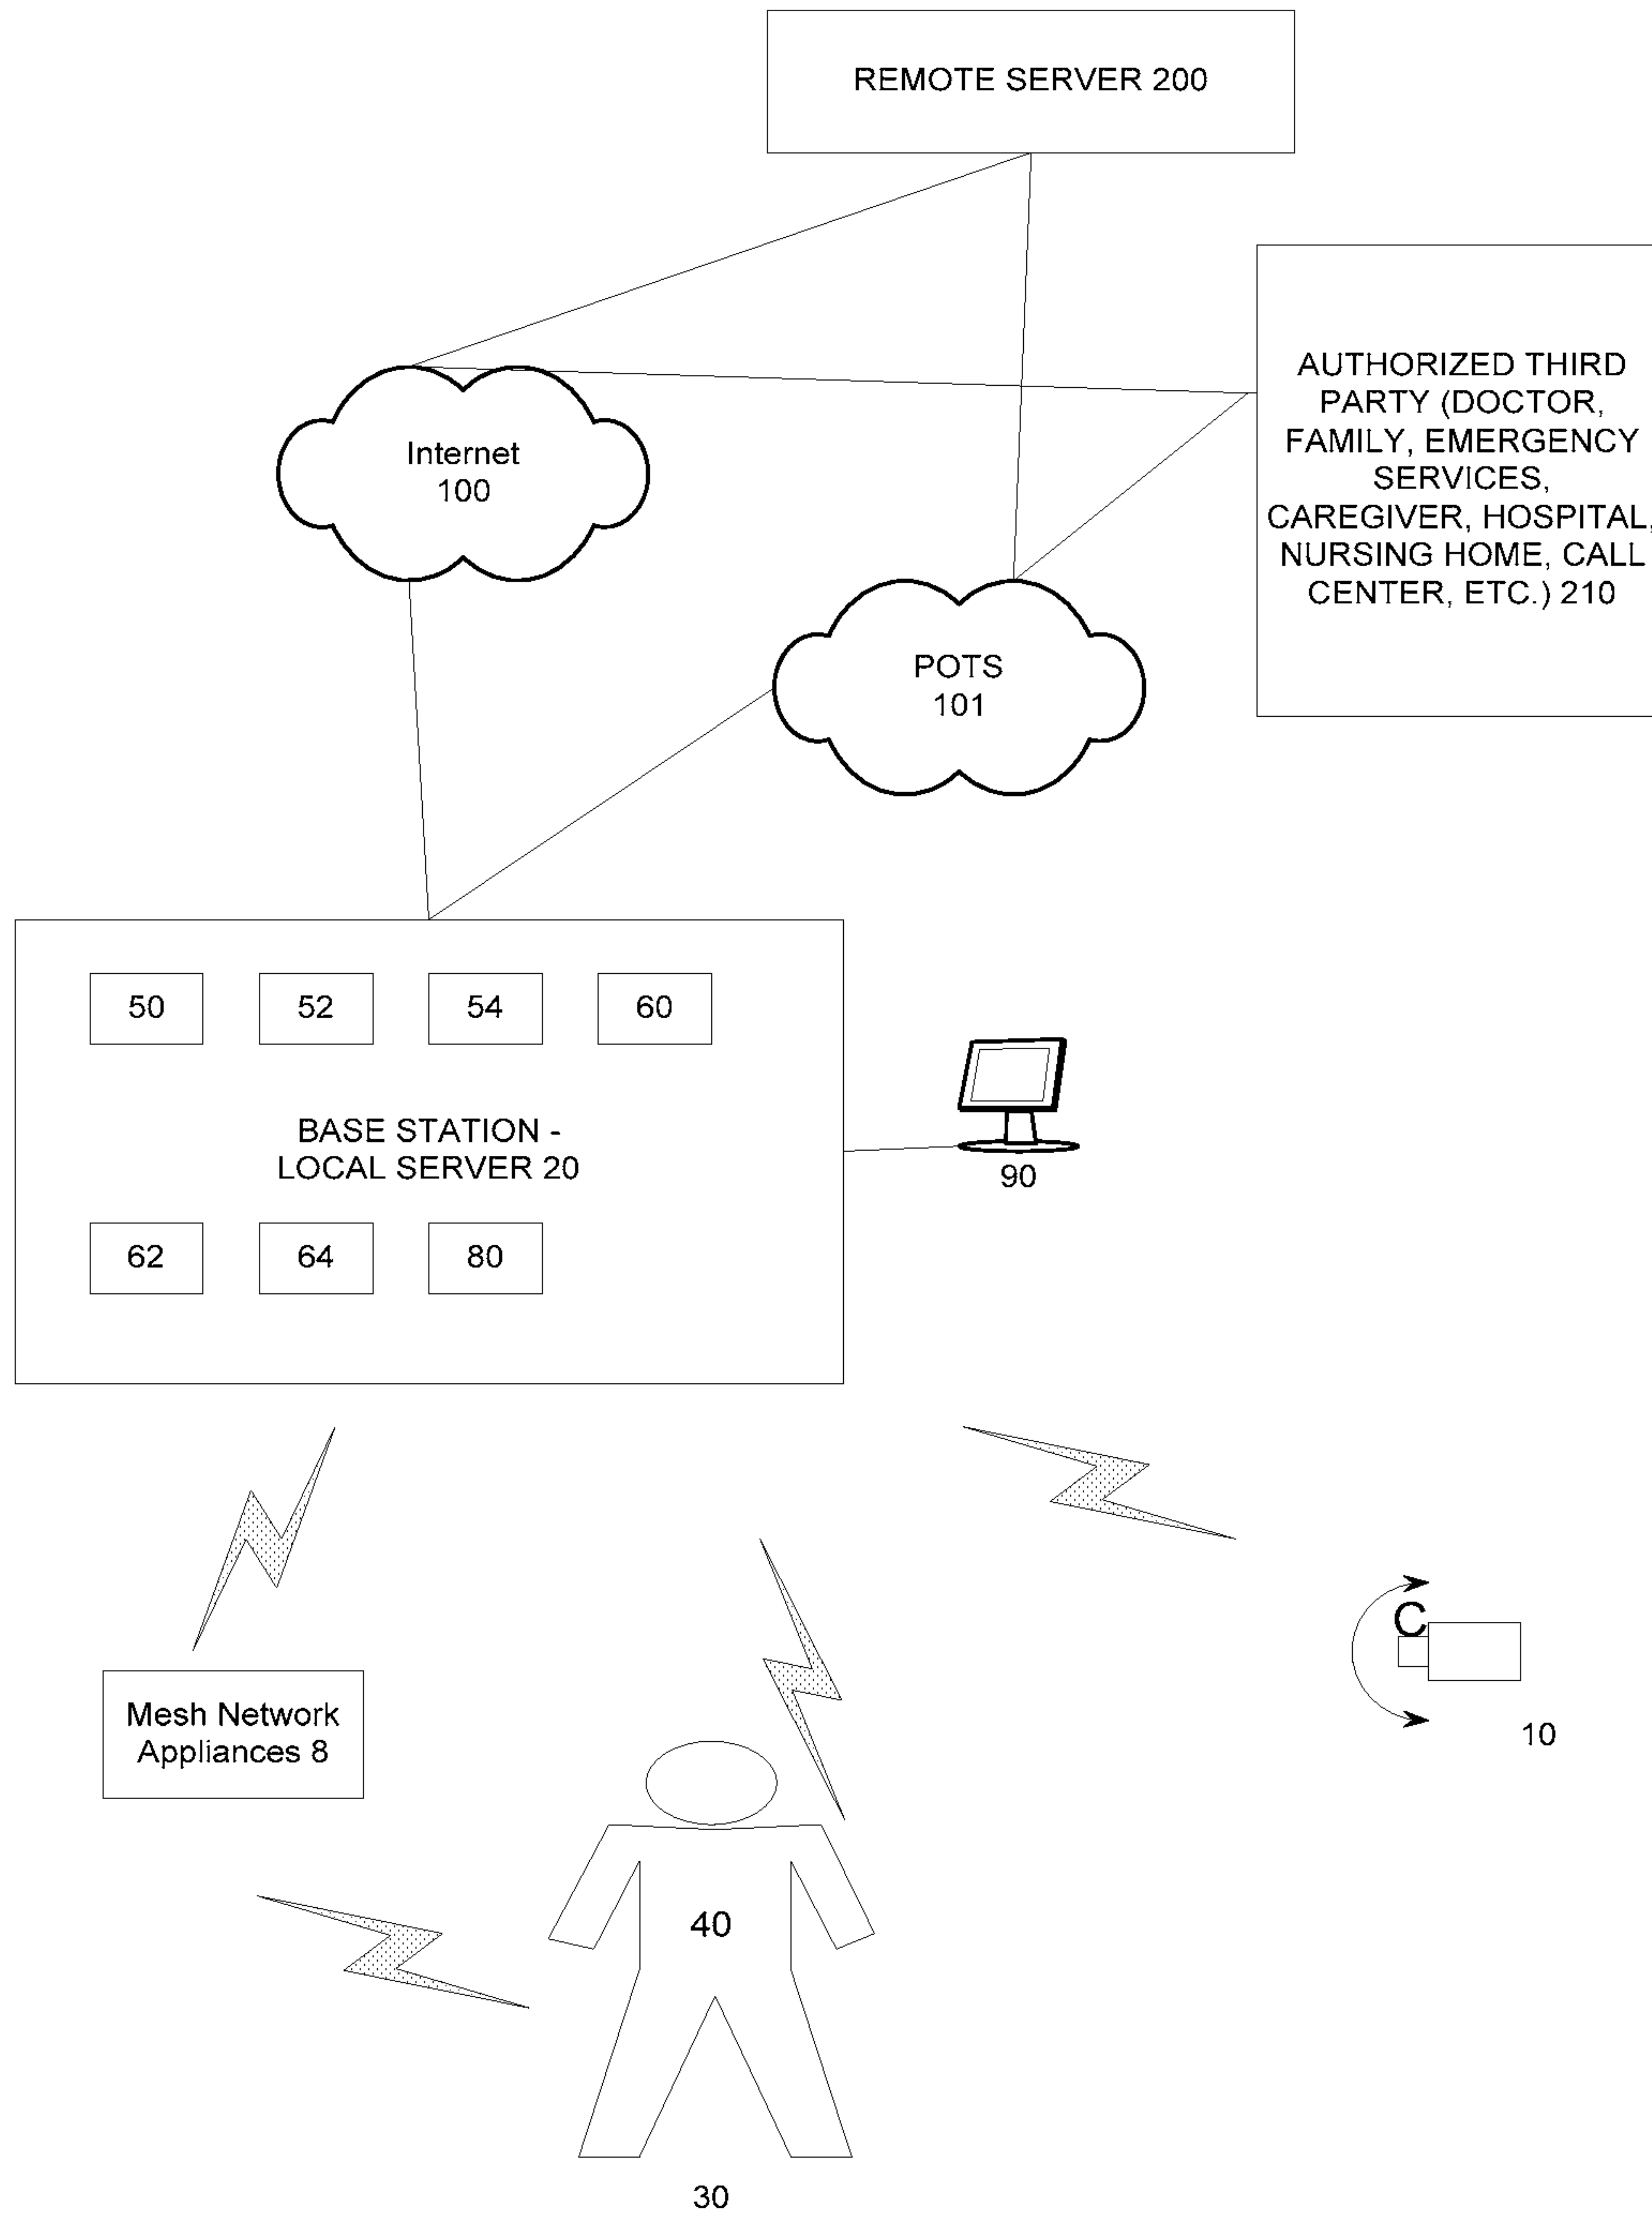 REMOTE SERVER 200
AUTHORIZED THIRD
PARTY (DOCTOR,
FAMILY, EMERGENCY
SERVICES,
CAREGIVER, HOSPITAL,
NURSING HOME, CALL
CENTER, ETC.) 210
Internet
100
POTS
101
50
52
54
60
BASE STATION -
LOCAL SERVER 20
90
62
64
80
C
10
Mesh Network
Appliances 8
40
30